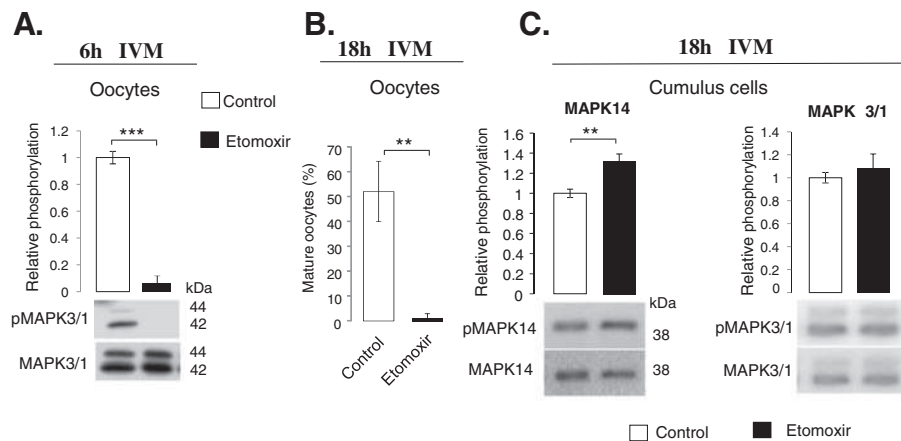 A.
6h IVM
Oocytes
Control
Etomoxir
Relative phosphorylation
1.2
1
0.8
0.6
0.4
0.2
0
***
kDa
pMAPK3/1
44
42
MAPK3/1
44
42
B.
18h IVM
Oocytes
Mature oocytes (%)
70
60
50
40
30
20
10
0
**
Control
Etomoxir
C.
18h IVM
Cumulus cells
MAPK14
Relative phosphorylation
1.6
1.4
1.2
1
0.8
0.6
0.4
0.2
0
**
kDa
pMAPK14
38
MAPK14
38
MAPK 3/1
Relative phosphorylation
1.4
1.2
1
0.8
0.6
0.4
0.2
0
pMAPK3/1
MAPK3/1
Control
Etomoxir